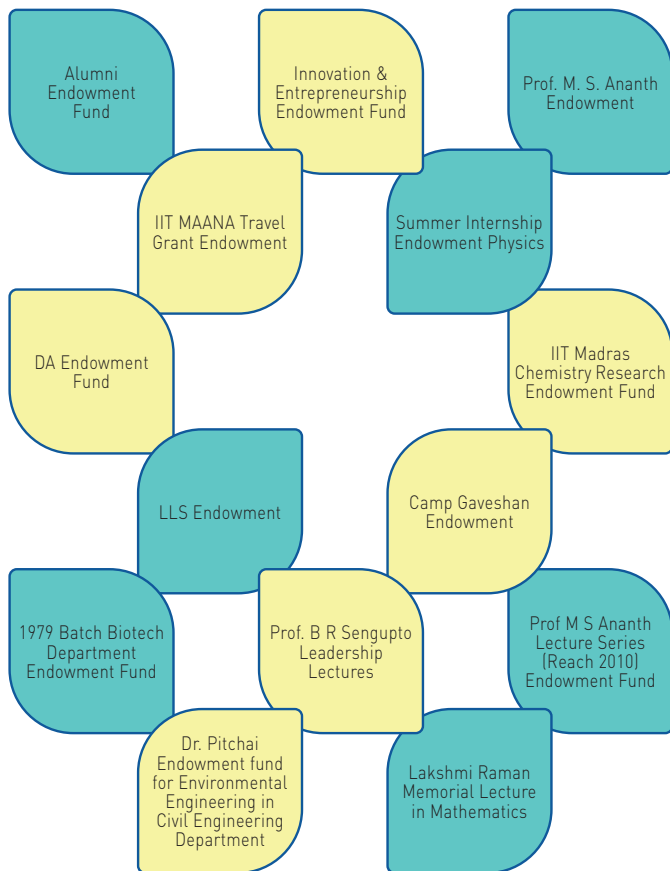 Alumni
Endowment
Fund
Innovation &
Entrepreneurship
Endowment Fund
Prof. M. S. Ananth
Endowment
IIT MAANA Travel
Grant Endowment
Summer Internship
Endowment Physics
DA Endowment
Fund
IIT Madras
Chemistry Research
Endowment Fund
LLS Endowment
Camp Gaveshan
Endowment
1979 Batch Biotech
Department
Endowment Fund
Prof. B R Sengupto
Leadership
Lectures
Prof M S Ananth
Lecture Series
(Reach 2010)
Endowment Fund
Dr. Pitchai
Endowment fund
for Environmental
Engineering in
Civil Engineering
Department
Lakshmi Raman
Memorial Lecture
in Mathematics